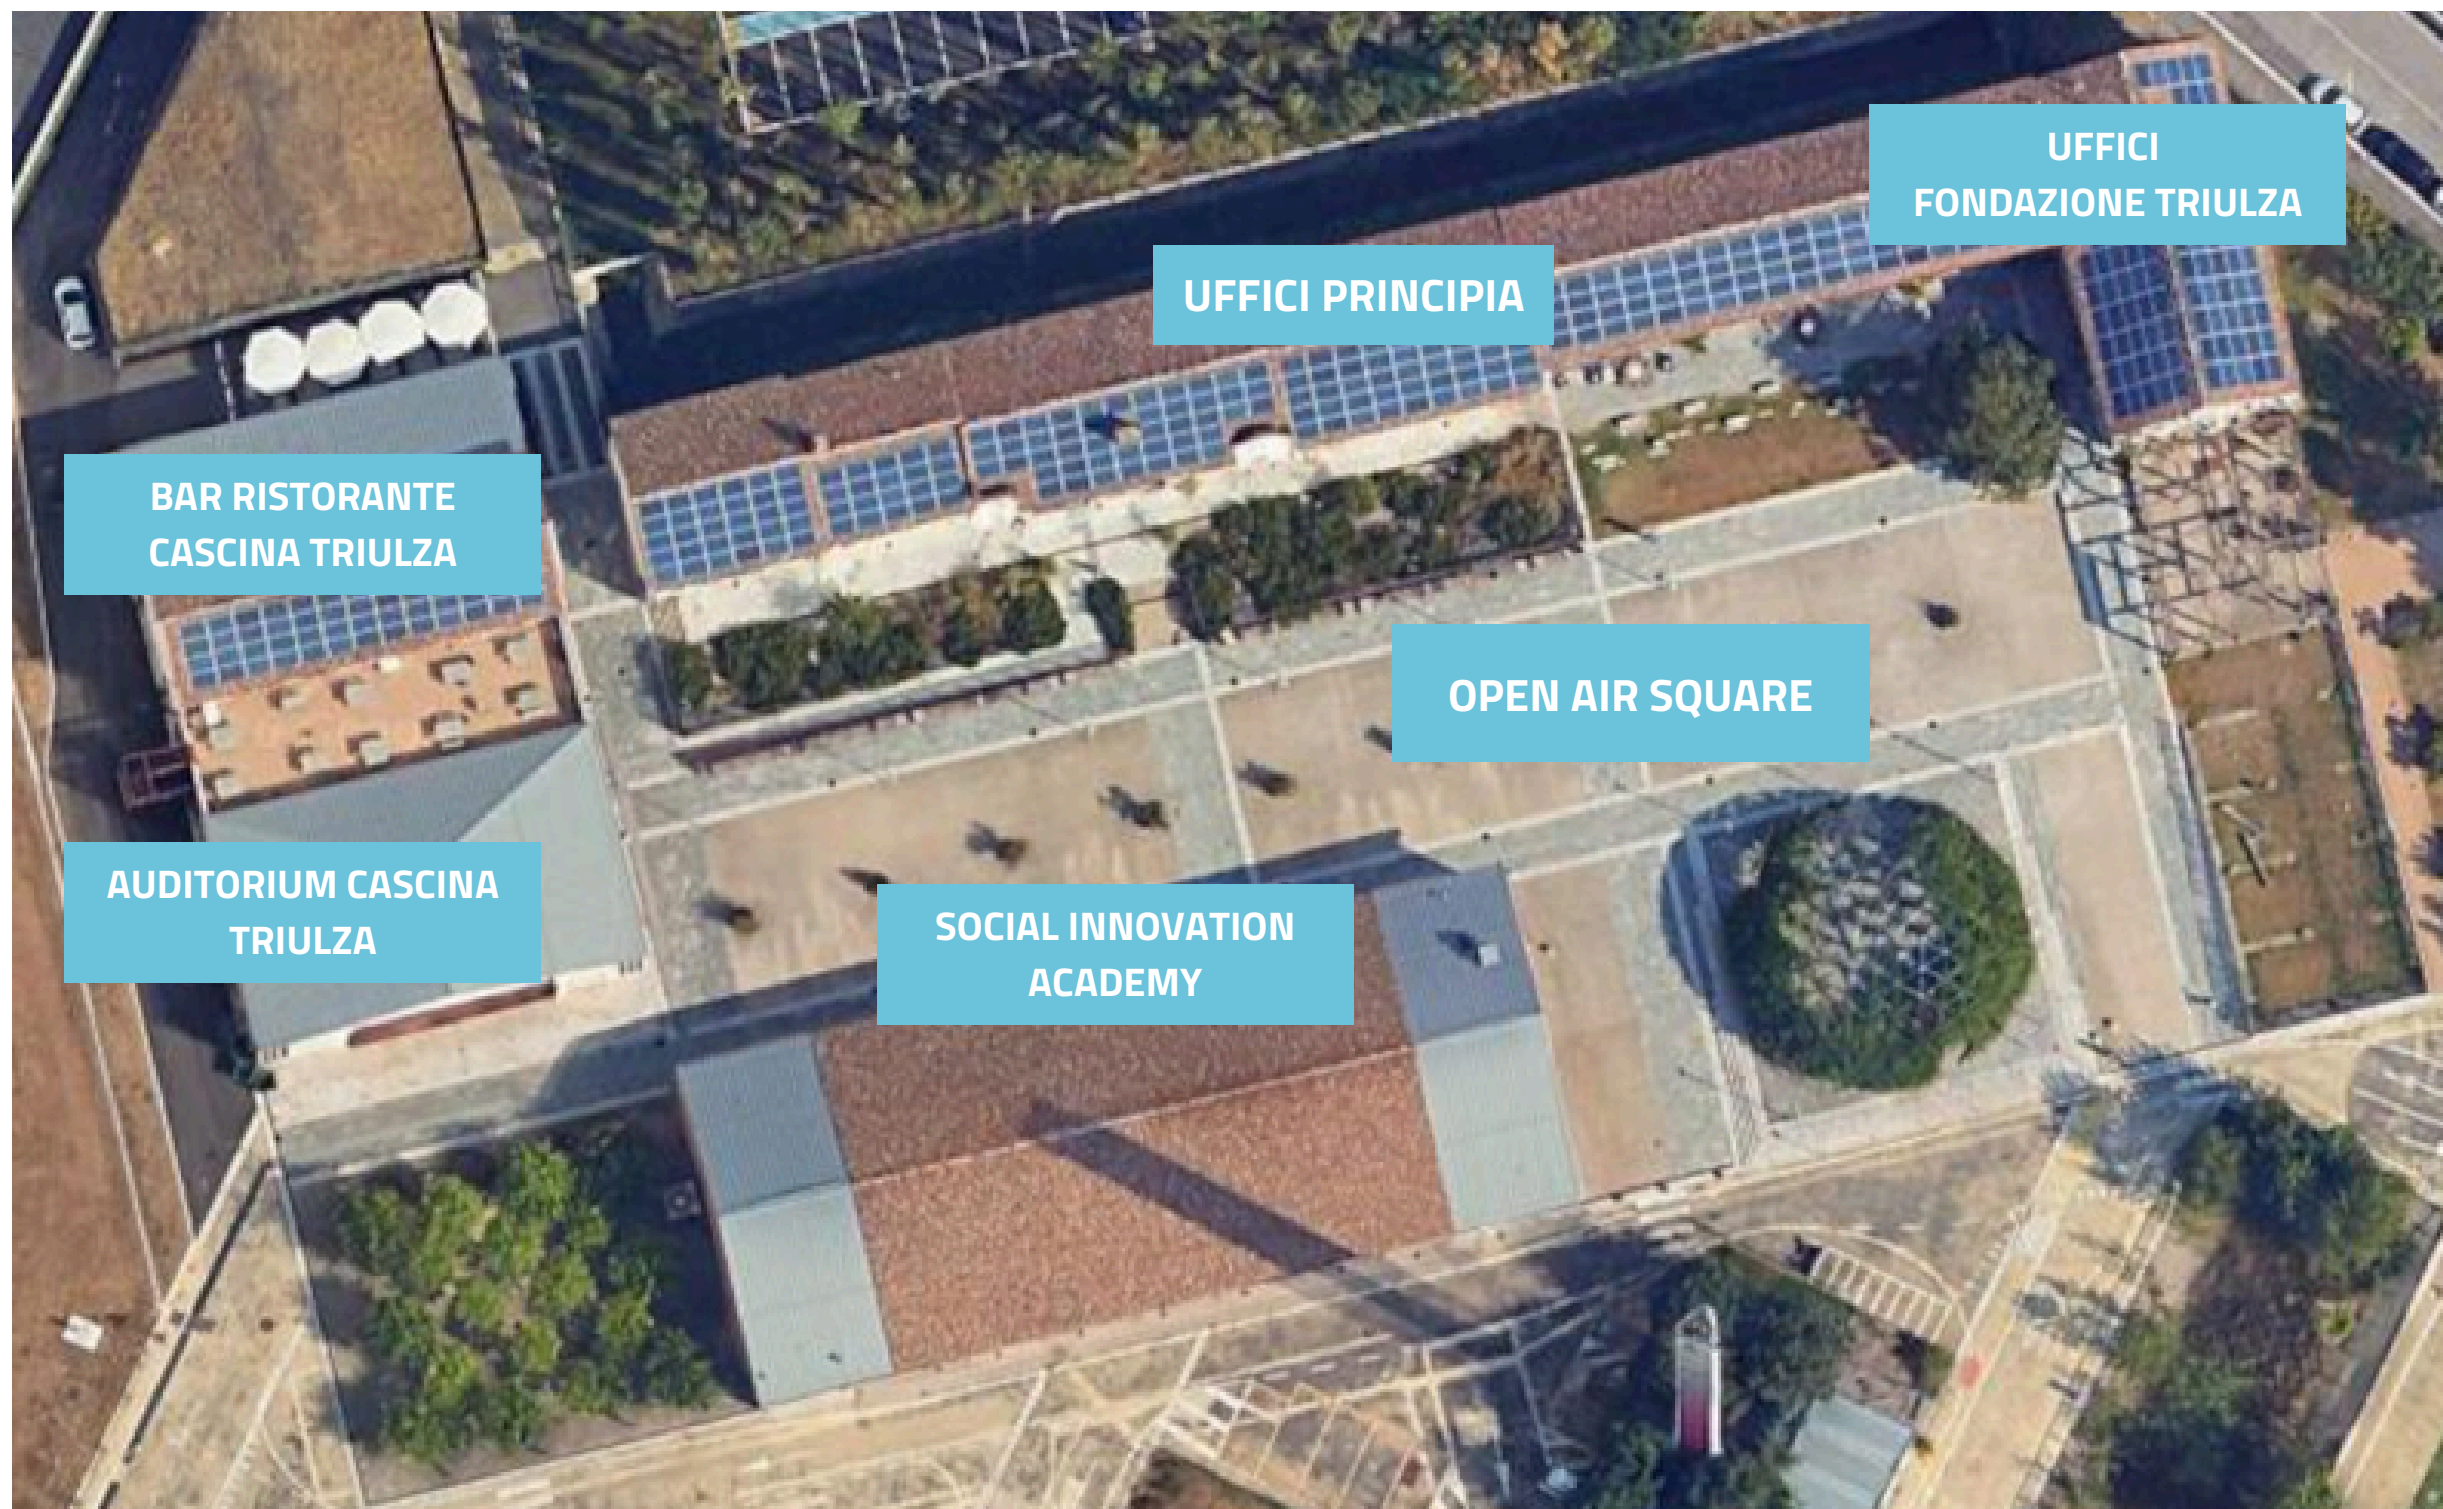 UFFICI
FONDAZIONE TRIULZA
UFFICI PRINCIPIA
BAR RISTORANTE
CASCINA TRIULZA
OPEN AIR SQUARE
AUDITORIUM CASCINA
TRIULZA
SOCIAL INNOVATION
ACADEMY